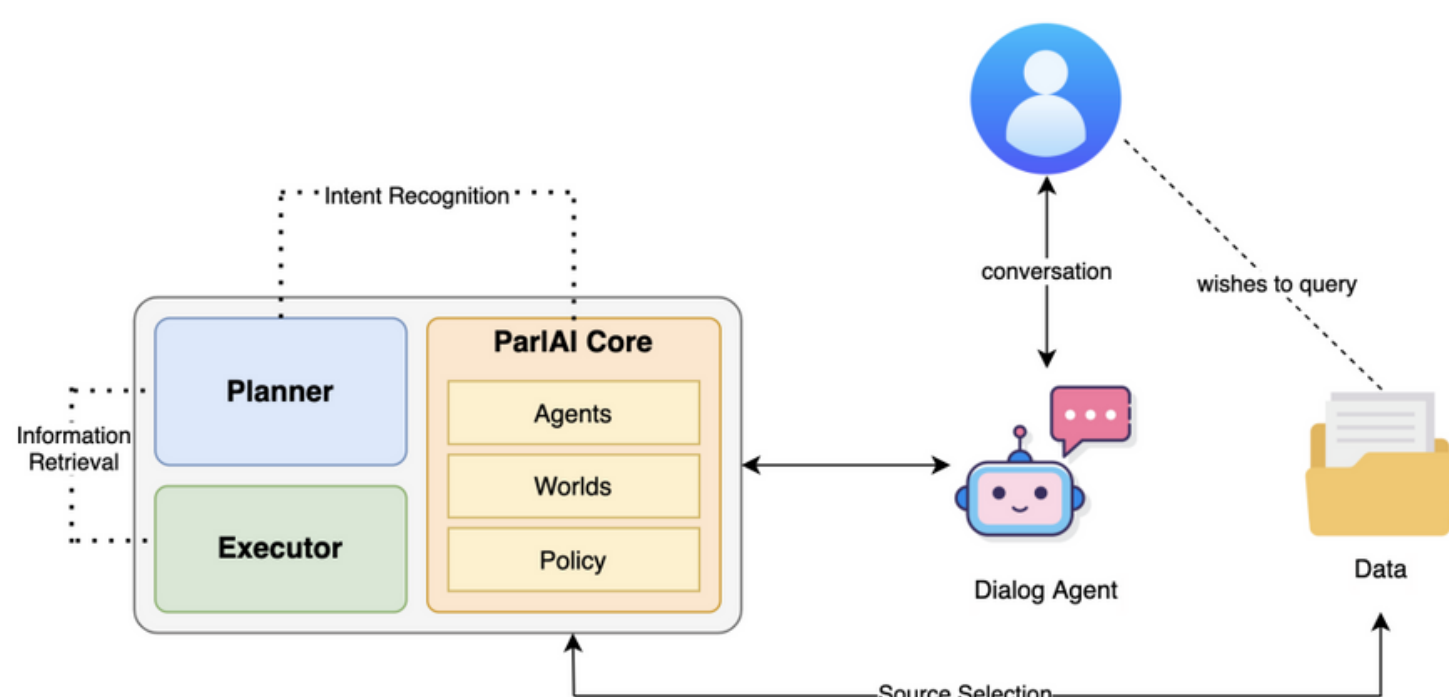 Intent Recognition
conversation
wishes to query
Planner
ParlAI Core
Agents
Information
Retrieval
Worlds
Executor
Policy
Data
Dialog Agent
Source Selection